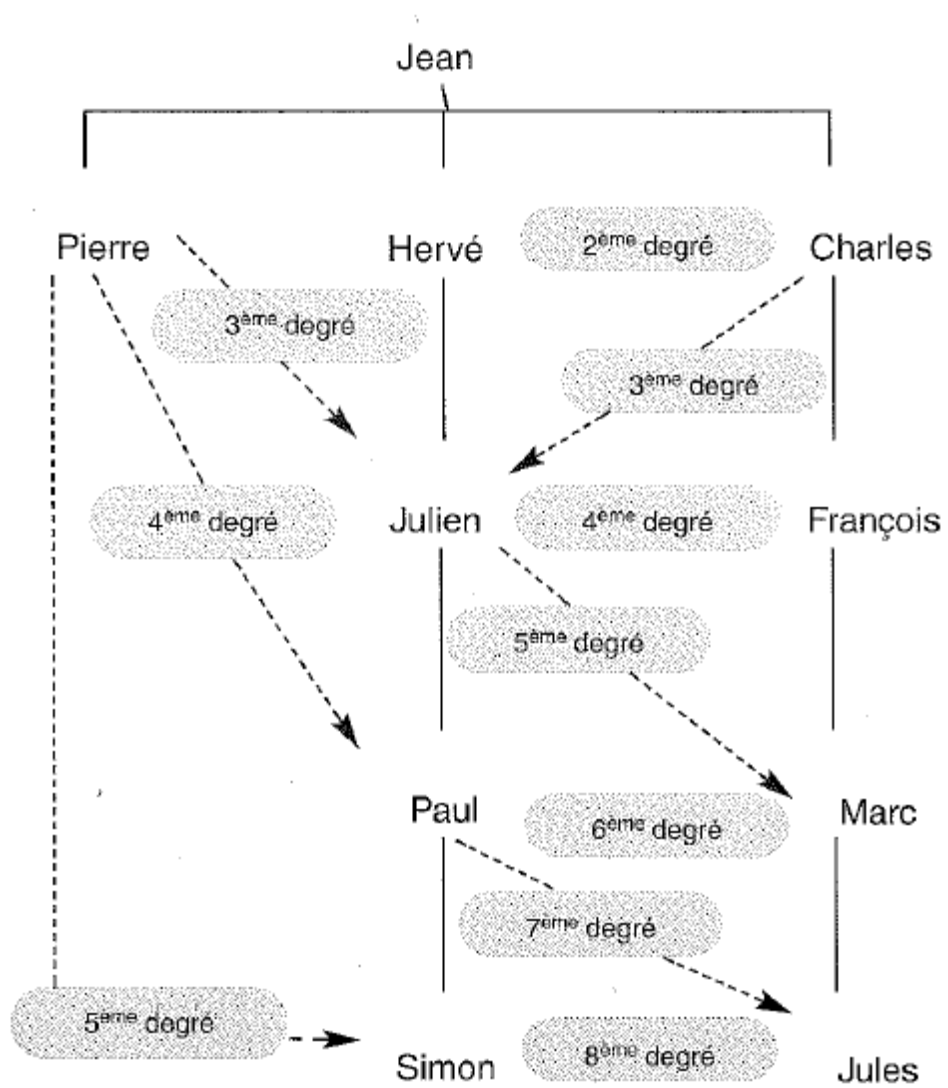 Jean
Pierre
Hervé
2ème degré
Charles
3ème degré
3ème degré
4ème degré
Julien
4ème degré
François
5ème degré
Paul
6ème degré
Marc
7ème degré
5ème degré
Simon
8ème degré
Jules